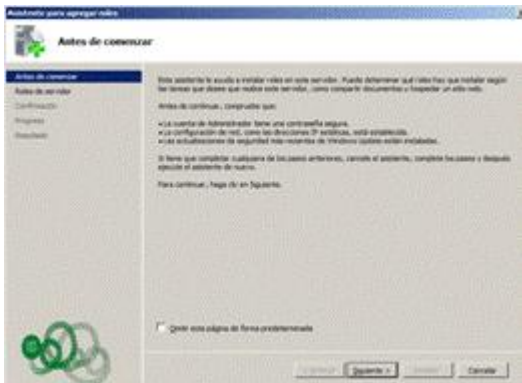 Asistente para agregar roles
Antes de comenzar
Antes de comenzar
Roles de servidor
Confirmación
Progreso
Resultado
Este asistente le ayuda a instalar roles en este servidor. Puede determinar qué roles hay que instalar según
las tareas que desee que realice este servidor, como compartir documentos u hospedar un sitio web.
Antes de continuar, compruebe que:
• La cuenta de Administrador tiene una contraseña segura.
• La configuración de red, como las direcciones IP estáticas, está establecida.
• Las actualizaciones de seguridad más recientes de Windows Update están instaladas.
Si tiene que completar cualquiera de los pasos anteriores, cancele el asistente, complete los pasos y después
ejecute el asistente de nuevo.
Para continuar, haga clic en Siguiente.
Omitir esta página de forma predeterminada
Siguiente >
Cancelar